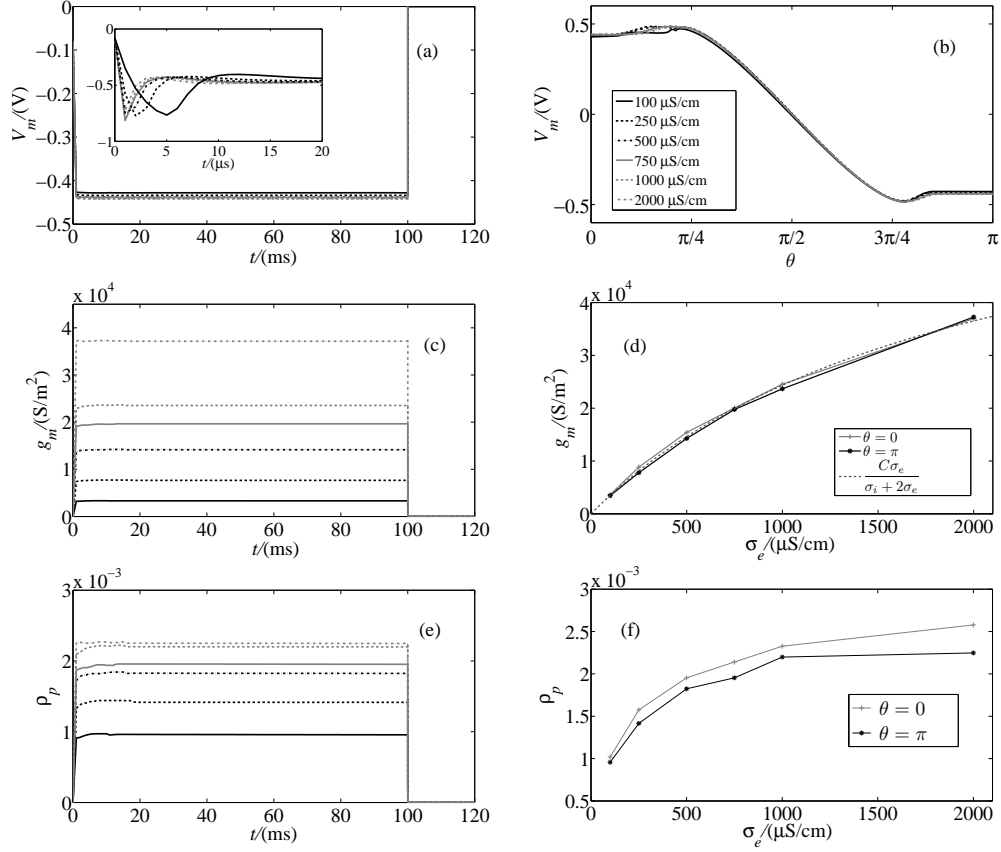 0
−0.1
−0.2
−0.3
−0.4
−0.5
V_m/(V)
0 20 40 60 80 100 120
t/(ms)
(a)
0
−0.5
−1
0 5 10 15 20
t/(μs)
0.5
0
−0.5
V_m/(V)
0 π/4 π/2 3π/4 π
θ
(b)
100 μS/cm
250 μS/cm
500 μS/cm
750 μS/cm
1000 μS/cm
2000 μS/cm
x 10^4
4
3
2
1
0
g_m/(S/m^2)
0 20 40 60 80 100 120
t/(ms)
(c)
x 10^4
4
3
2
1
0
g_m/(S/m^2)
0 500 1000 1500 2000
σ_e/(μS/cm)
(d)
θ = 0
θ = π
Cσ_e
σ_i + 2σ_e
x 10^−3
3
2
1
0
ρ_p
0 20 40 60 80 100 120
t/(ms)
(e)
x 10^−3
3
2.5
2
1.5
1
0.5
ρ_p
0 500 1000 1500 2000
σ_e/(μS/cm)
(f)
θ = 0
θ = π